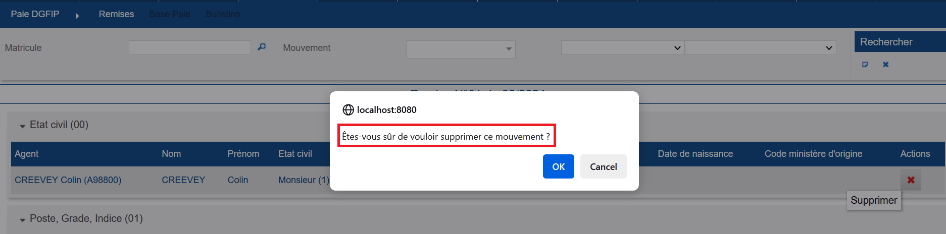 Paie DGFIP Remises Base Paie Bulletins
Matricule Mouvement Rechercher
localhost:8080
Êtes-vous sûr de vouloir supprimer ce mouvement ?
OK Cancel
Etat civil (00)
Agent Nom Prénom Etat civil Date de naissance Code ministère d'origine Actions
CREEVEY Colin (A98800) CREEVEY Colin Monsieur (1)
Supprimer
Poste, Grade, Indice (01)